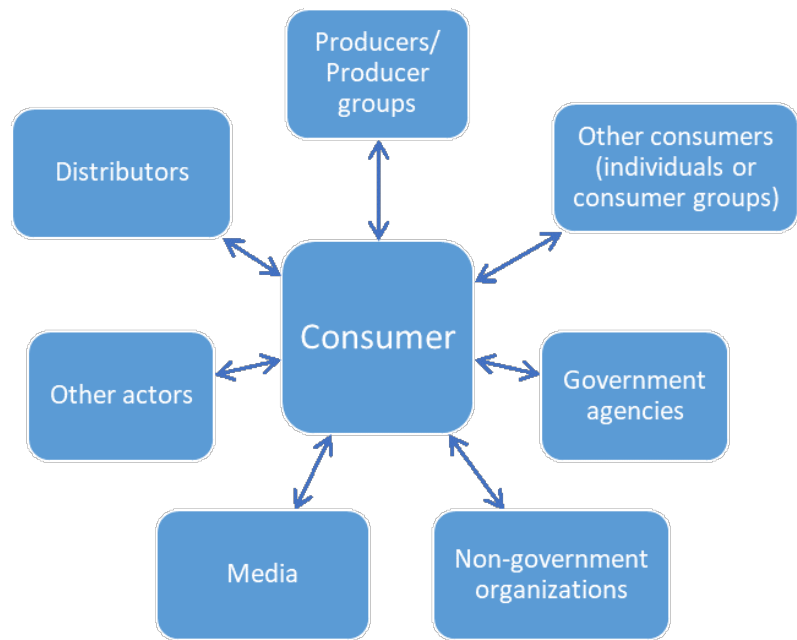 Producers/
Producer
groups
Distributors
Other consumers
(individuals or
consumer groups)
Consumer
Other actors
Government
agencies
Media
Non-government
organizations